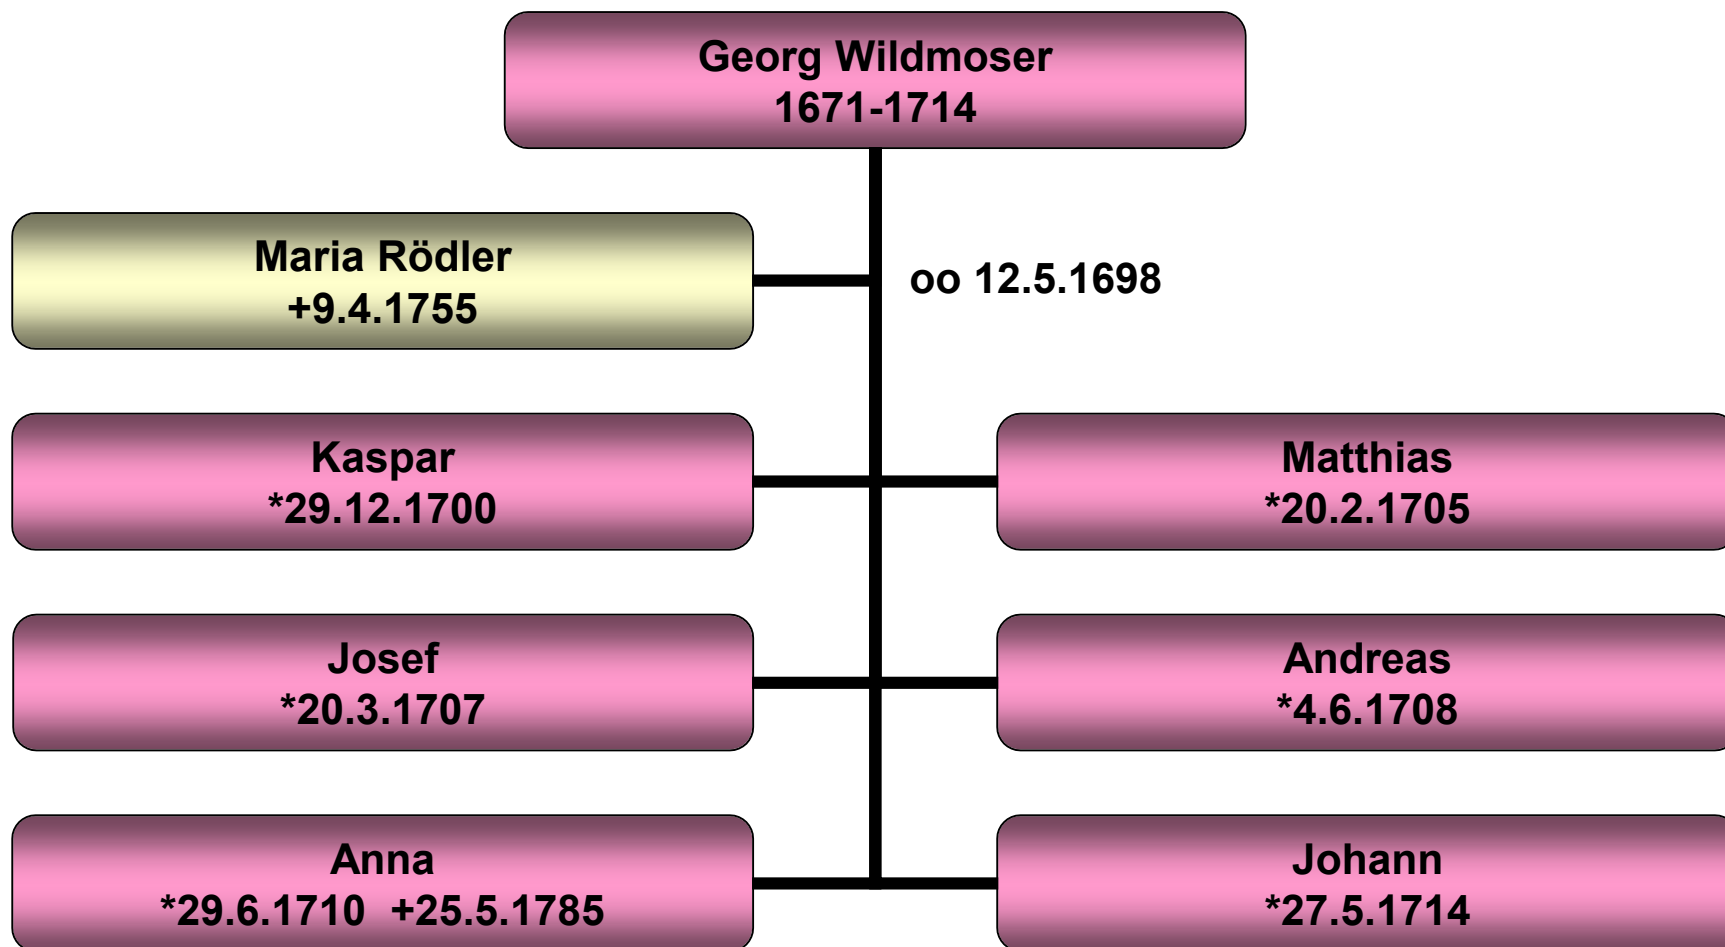 Georg Wildmoser
1671-1714
Maria Rödler
+9.4.1755
oo 12.5.1698
Kaspar
*29.12.1700
Matthias
*20.2.1705
Josef
*20.3.1707
Andreas
*4.6.1708
Anna
*29.6.1710  +25.5.1785
Johann
*27.5.1714